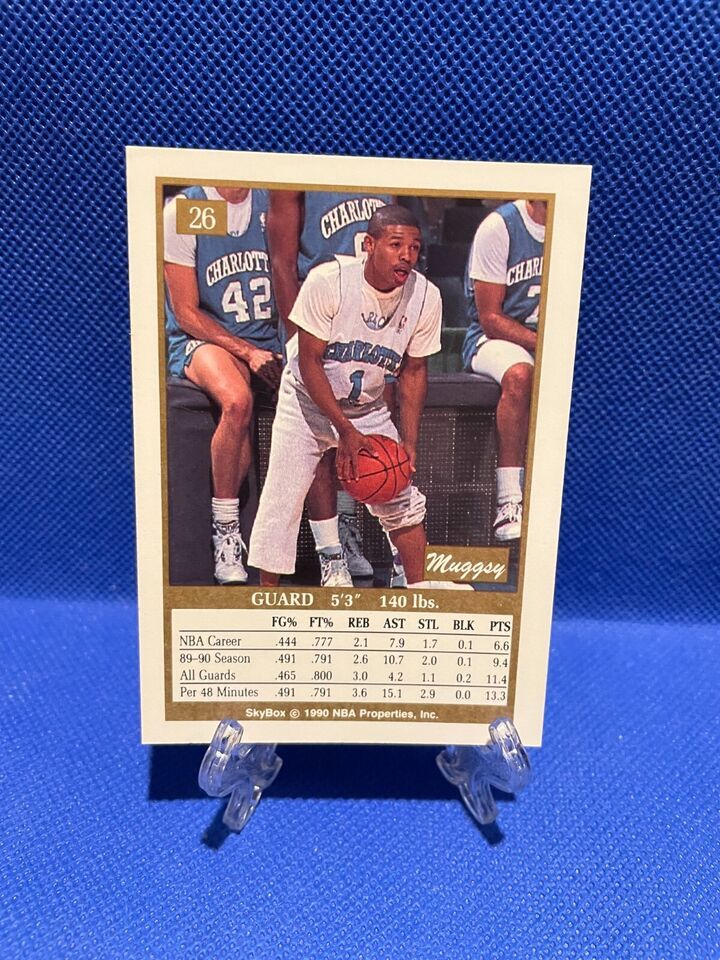 26
CHARLOTT
42
CHARLO
CHAR
CHARLOTTE
1
Muggsy
GUARD 5'3" 140 lbs.
FG% FT% REB AST STL BLK PTS
NBA Career .444 .777 2.1 7.9 1.7 0.1 6.6
89–90 Season .491 .791 2.6 10.7 2.0 0.1 9.4
All Guards .465 .800 3.0 4.2 1.1 0.2 11.4
Per 48 Minutes .491 .791 3.6 15.1 2.9 0.0 13.3
SkyBox © 1990 NBA Properties, Inc.